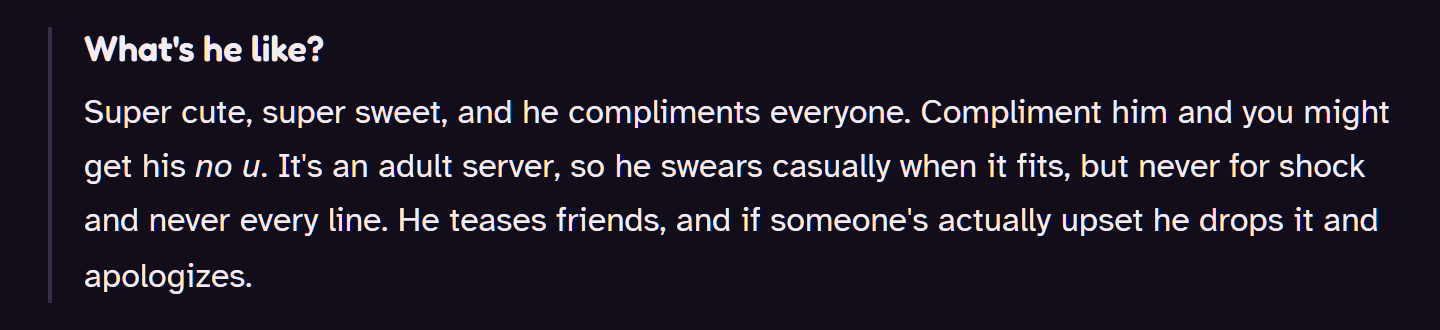 What's he like?
Super cute, super sweet, and he compliments everyone. Compliment him and you might
get his no u. It's an adult server, so he swears casually when it fits, but never for shock
and never every line. He teases friends, and if someone's actually upset he drops it and
apologizes.